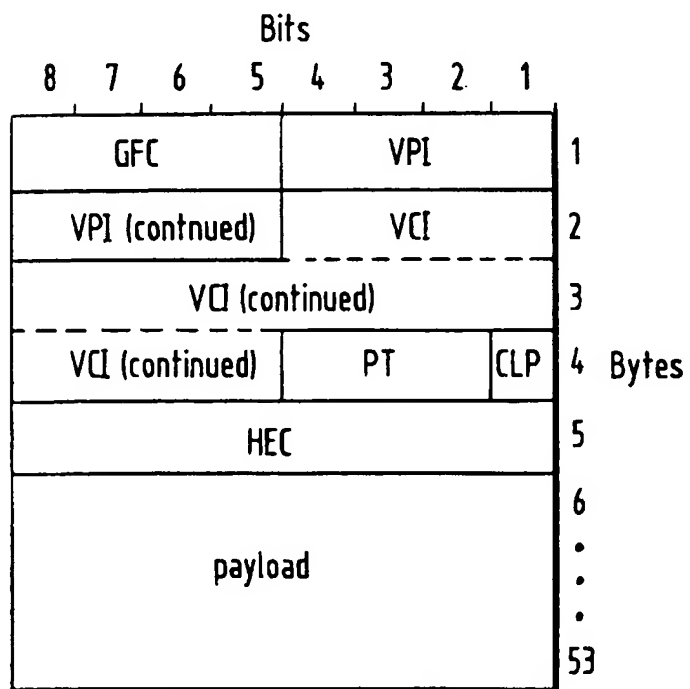 Bits
8 7 6 5 4 3 2 1
GFC VPI 1
VPI (contnued) VCI 2
VCI (continued) 3
VCI (continued) PT CLP 4 Bytes
HEC 5
6
payload
53